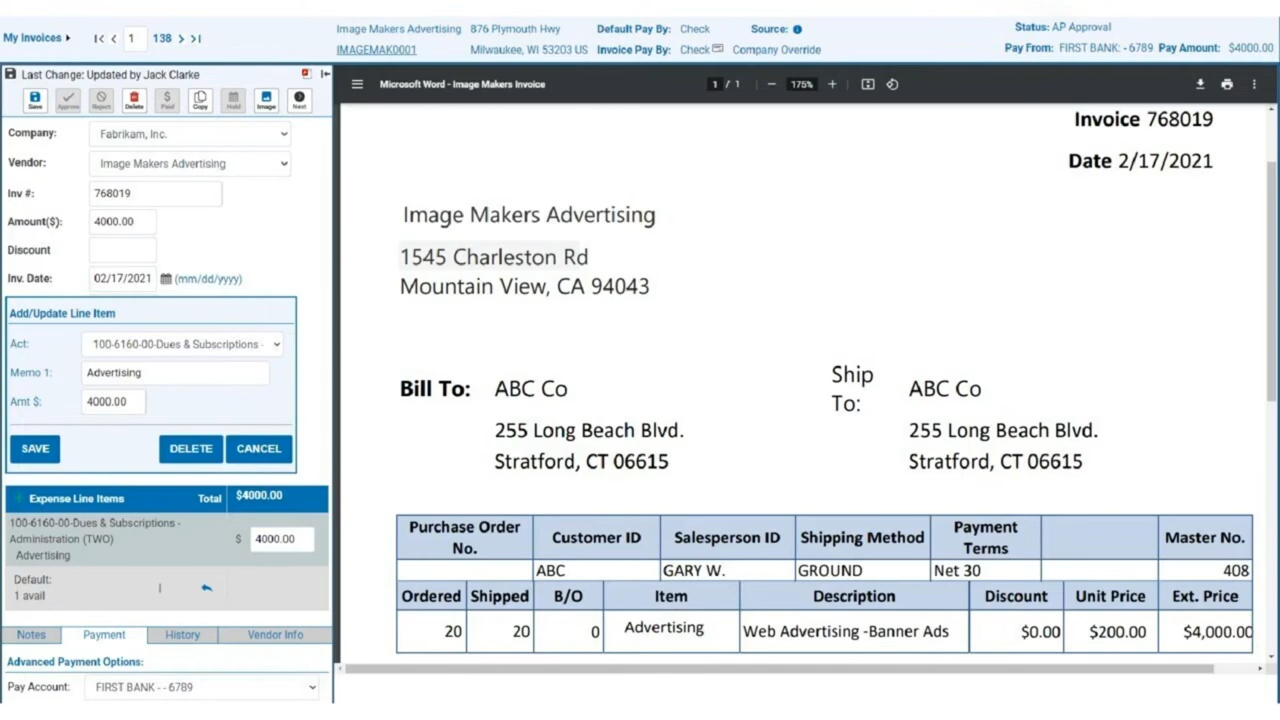 My Invoices
1
138
Image Makers Advertising 876 Plymouth Hwy
IMAGEMAK0001 Milwaukee, WI 53203 US
Default Pay By: Check
Invoice Pay By: Check
Source:
Company Override
Status: AP Approval
Pay From: FIRST BANK: - 6789 Pay Amount: $4000.00
Last Change: Updated by Jack Clarke
Save Approve Reject Delete Paid Copy Hold Image Next
Company: Fabrikam, Inc.
Vendor: Image Makers Advertising
Inv #: 768019
Amount($): 4000.00
Discount
Inv. Date: 02/17/2021 (mm/dd/yyyy)
Add/Update Line Item
Act: 100-6160-00-Dues & Subscriptions -
Memo 1: Advertising
Amt $: 4000.00
SAVE DELETE CANCEL
Expense Line Items Total $4000.00
100-6160-00-Dues & Subscriptions -
Administration (TWO) $ 4000.00
Advertising
Default:
1 avail
Notes Payment History Vendor Info
Advanced Payment Options:
Pay Account: FIRST BANK - - 6789
Microsoft Word - Image Makers Invoice 1 / 1 175%
Invoice 768019
Date 2/17/2021
Image Makers Advertising
1545 Charleston Rd
Mountain View, CA 94043
Bill To: ABC Co
255 Long Beach Blvd.
Stratford, CT 06615
Ship To: ABC Co
255 Long Beach Blvd.
Stratford, CT 06615
Purchase Order No. Customer ID Salesperson ID Shipping Method Payment Terms Master No.
ABC GARY W. GROUND Net 30 408
Ordered Shipped B/O Item Description Discount Unit Price Ext. Price
20 20 0 Advertising Web Advertising -Banner Ads $0.00 $200.00 $4,000.00